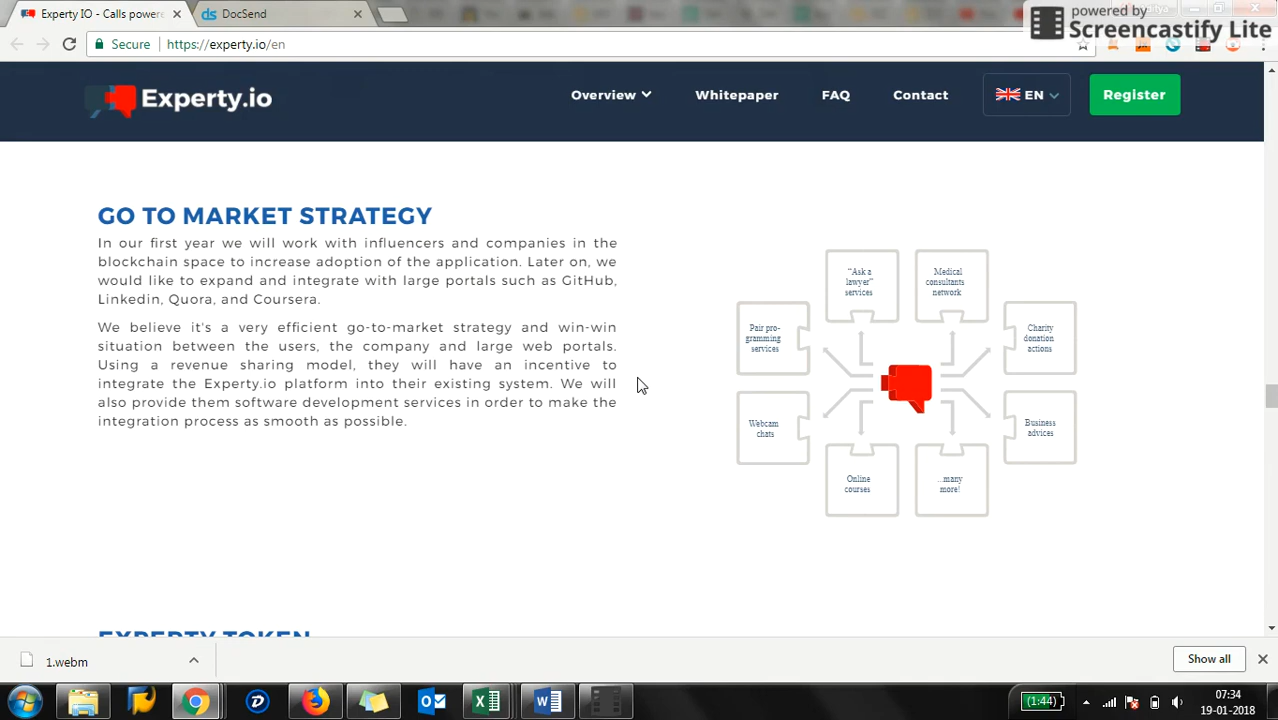 Experty IO - Calls powere
DocSend
powered by
Screencastify Lite
Secure
https://experty.io/en
Experty.io
Overview
Whitepaper
FAQ
Contact
EN
Register
GO TO MARKET STRATEGY
In our first year we will work with influencers and companies in the
blockchain space to increase adoption of the application. Later on, we
would like to expand and integrate with large portals such as GitHub,
Linkedin, Quora, and Coursera.
We believe it's a very efficient go-to-market strategy and win-win
situation between the users, the company and large web portals.
Using a revenue sharing model, they will have an incentive to
integrate the Experty.io platform into their existing system. We will
also provide them software development services in order to make the
integration process as smooth as possible.
"Ask a
lawyer"
services
Medical
consultants
network
Pair pro-
gramming
services
Charity
donation
actions
Webcam
chats
Business
advices
Online
courses
...many
more!
EXPERTY TOKEN
1.webm
Show all
(1:44)
07:34
19-01-2018